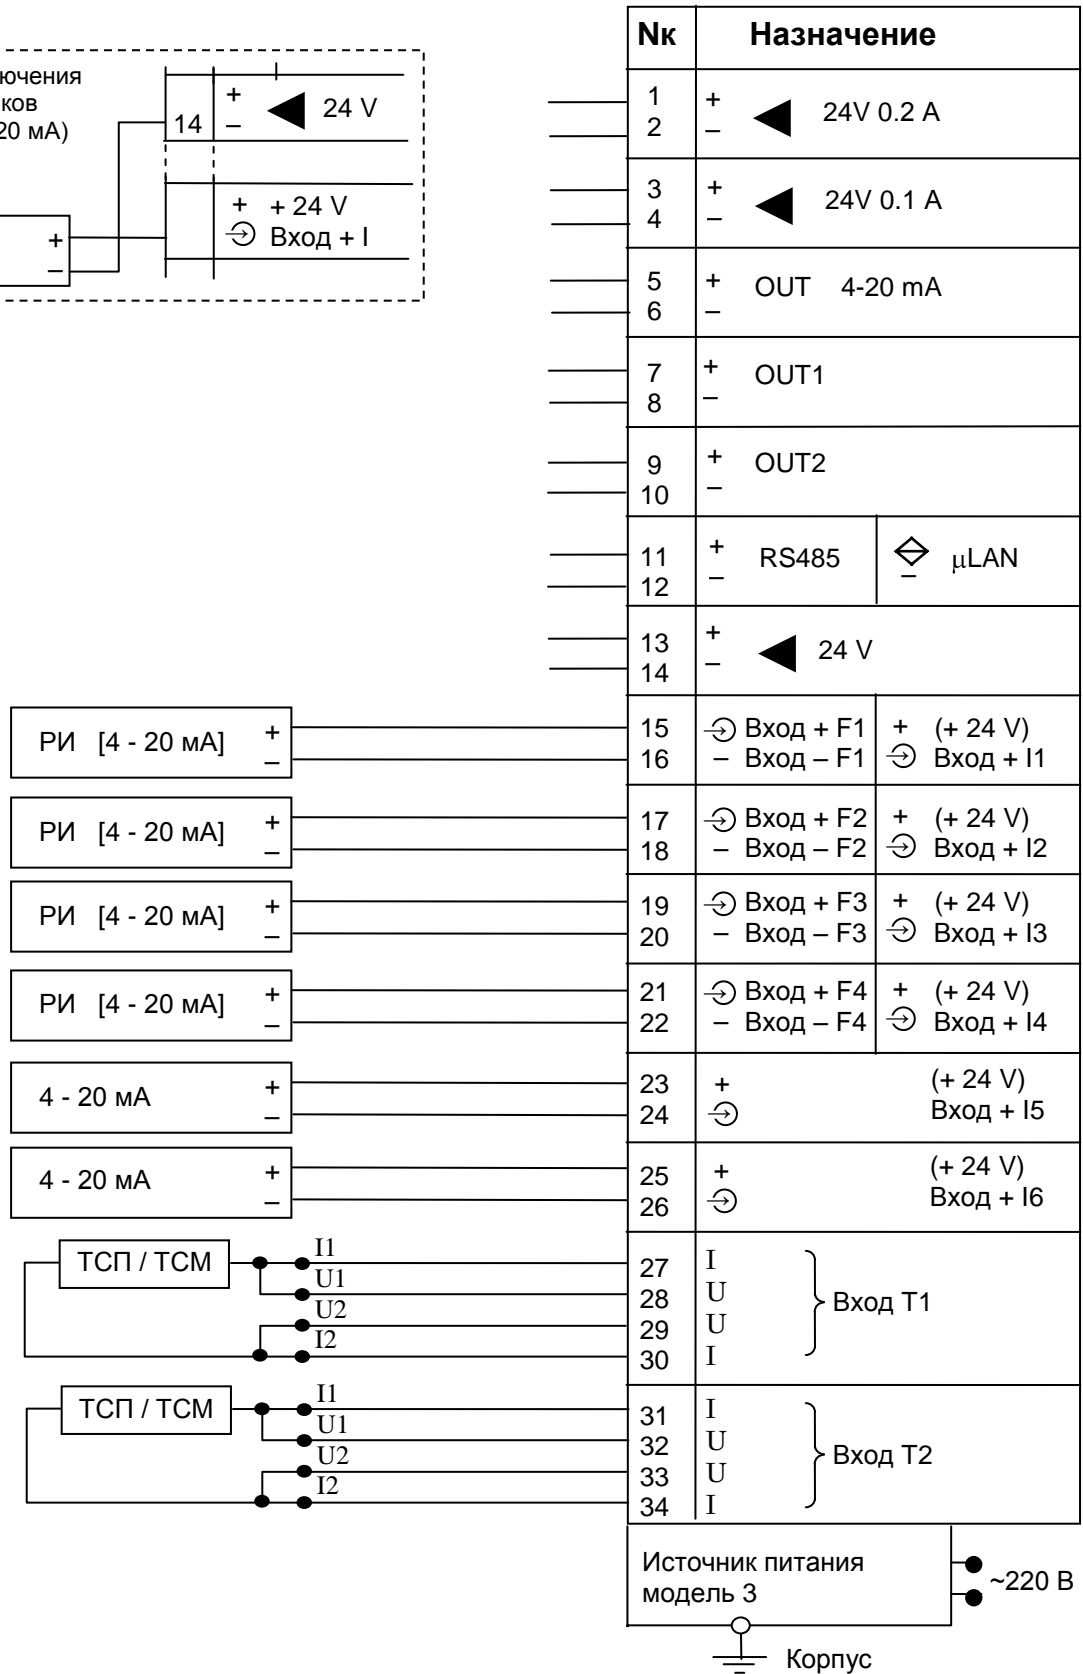 Nк Назначение
ючения
ков
20 мА)
14
+
–
24 V
+ + 24 V
Вход + I
+
–
1 + 24V 0.2 A
2 –
3 + 24V 0.1 A
4 –
5 + OUT 4-20 mA
6 –
7 + OUT1
8 –
9 + OUT2
10 –
11 + RS485 μLAN
12 – –
13 + 24 V
14 –
РИ [4 - 20 мА] + 15 Вход + F1 + (+ 24 V)
– 16 – Вход – F1 Вход + I1
РИ [4 - 20 мА] + 17 Вход + F2 + (+ 24 V)
– 18 – Вход – F2 Вход + I2
РИ [4 - 20 мА] + 19 Вход + F3 + (+ 24 V)
– 20 – Вход – F3 Вход + I3
РИ [4 - 20 мА] + 21 Вход + F4 + (+ 24 V)
– 22 – Вход – F4 Вход + I4
4 - 20 мА + 23 + (+ 24 V)
– 24 Вход + I5
4 - 20 мА + 25 + (+ 24 V)
– 26 Вход + I6
ТСП / ТСМ I1 27 I
U1 28 U Вход Т1
U2 29 U
I2 30 I
ТСП / ТСМ I1 31 I
U1 32 U Вход Т2
U2 33 U
I2 34 I
Источник питания
модель 3
~220 В
Корпус